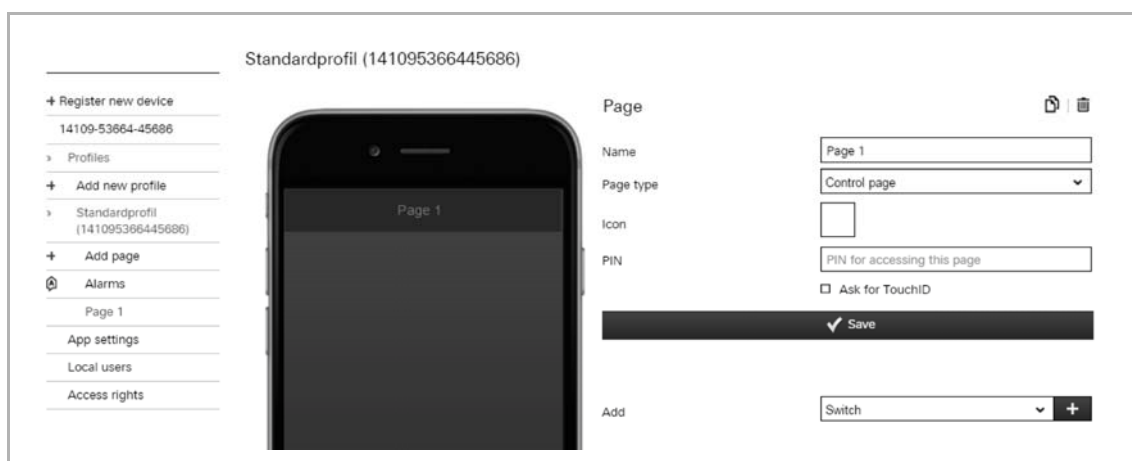 Standardprofil (141095366445686)
+ Register new device
14109-53664-45686
› Profiles
+ Add new profile
› Standardprofil
(141095366445686)
+ Add page
Alarms
Page 1
App settings
Local users
Access rights
Page 1
Page
Name Page 1
Page type Control page
Icon
PIN PIN for accessing this page
Ask for TouchID
Save
Add Switch +